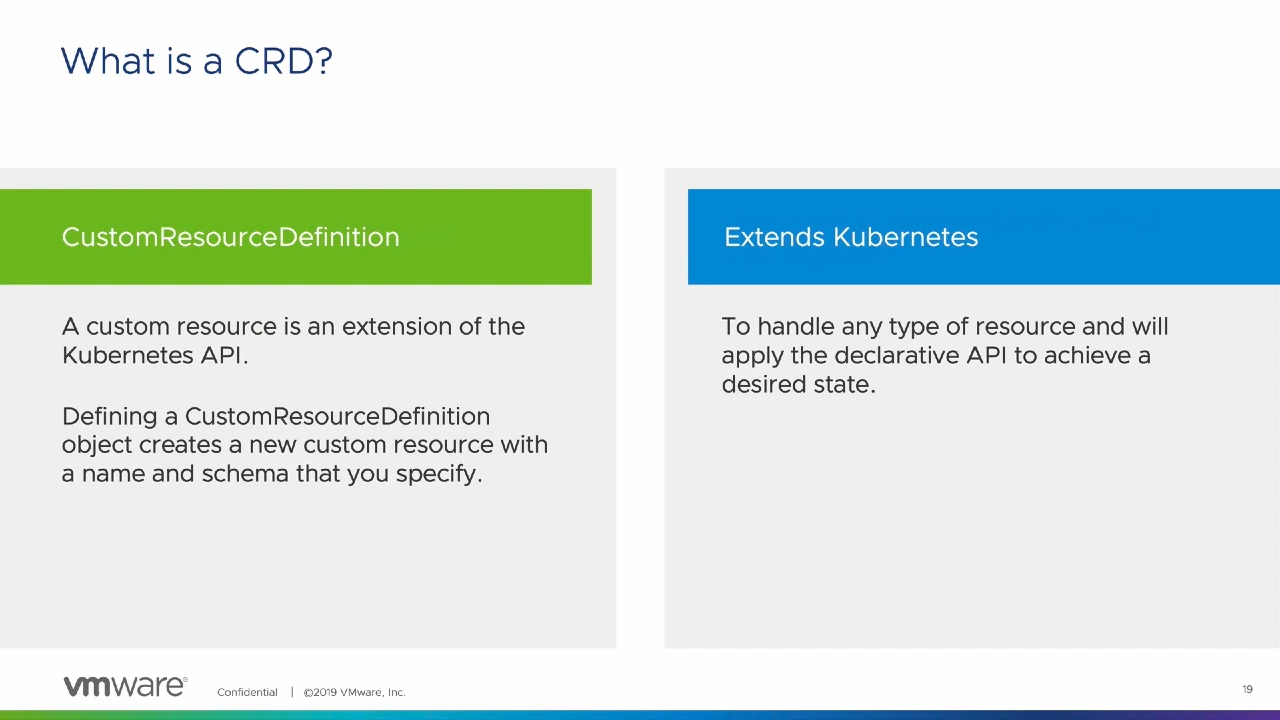 What is a CRD?
CustomResourceDefinition
A custom resource is an extension of the
Kubernetes API.
Defining a CustomResourceDefinition
object creates a new custom resource with
a name and schema that you specify.
Extends Kubernetes
To handle any type of resource and will
apply the declarative API to achieve a
desired state.
vmware®
Confidential | ©2019 VMware, Inc.
19